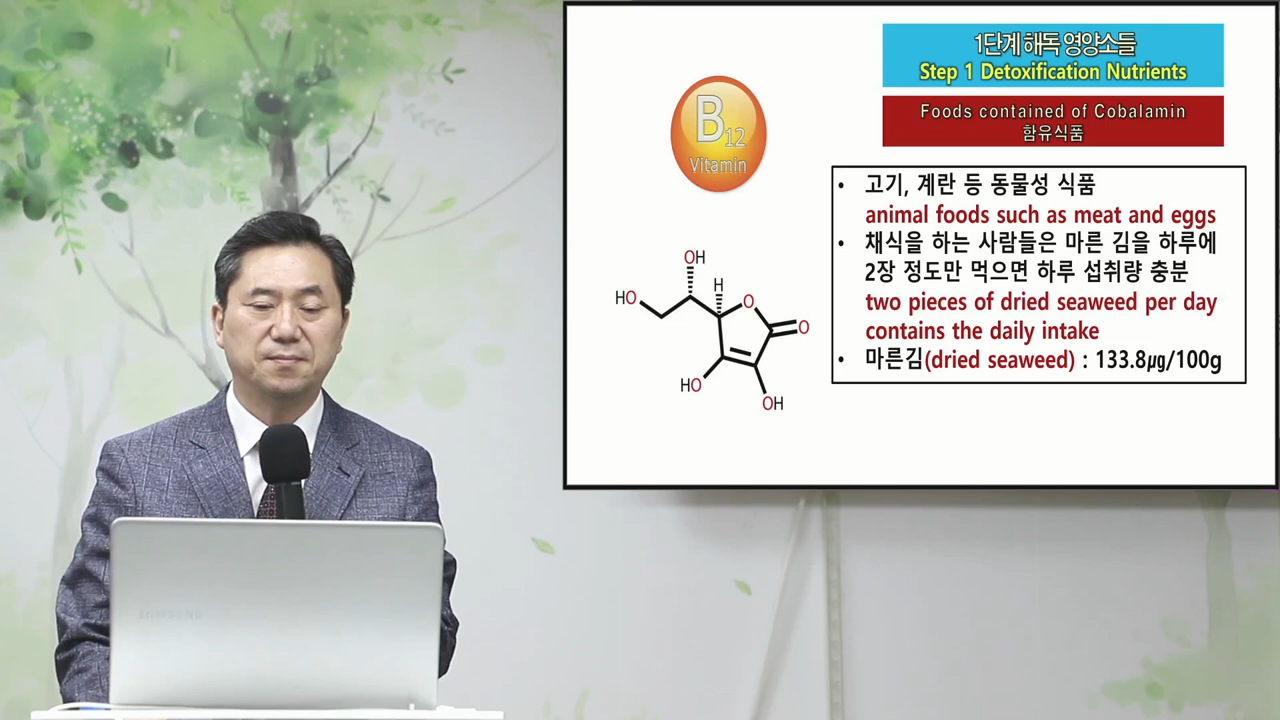 1단계 해독 영양소들
Step 1 Detoxification Nutrients
Foods contained of Cobalamin
함유식품
B12
Vitamin
• 고기, 계란 등 동물성 식품
animal foods such as meat and eggs
• 채식을 하는 사람들은 마른 김을 하루에
2장 정도만 먹으면 하루 섭취량 충분
two pieces of dried seaweed per day
contains the daily intake
• 마른김(dried seaweed) : 133.8㎍/100g
OH
H
HO
O
O
HO
OH